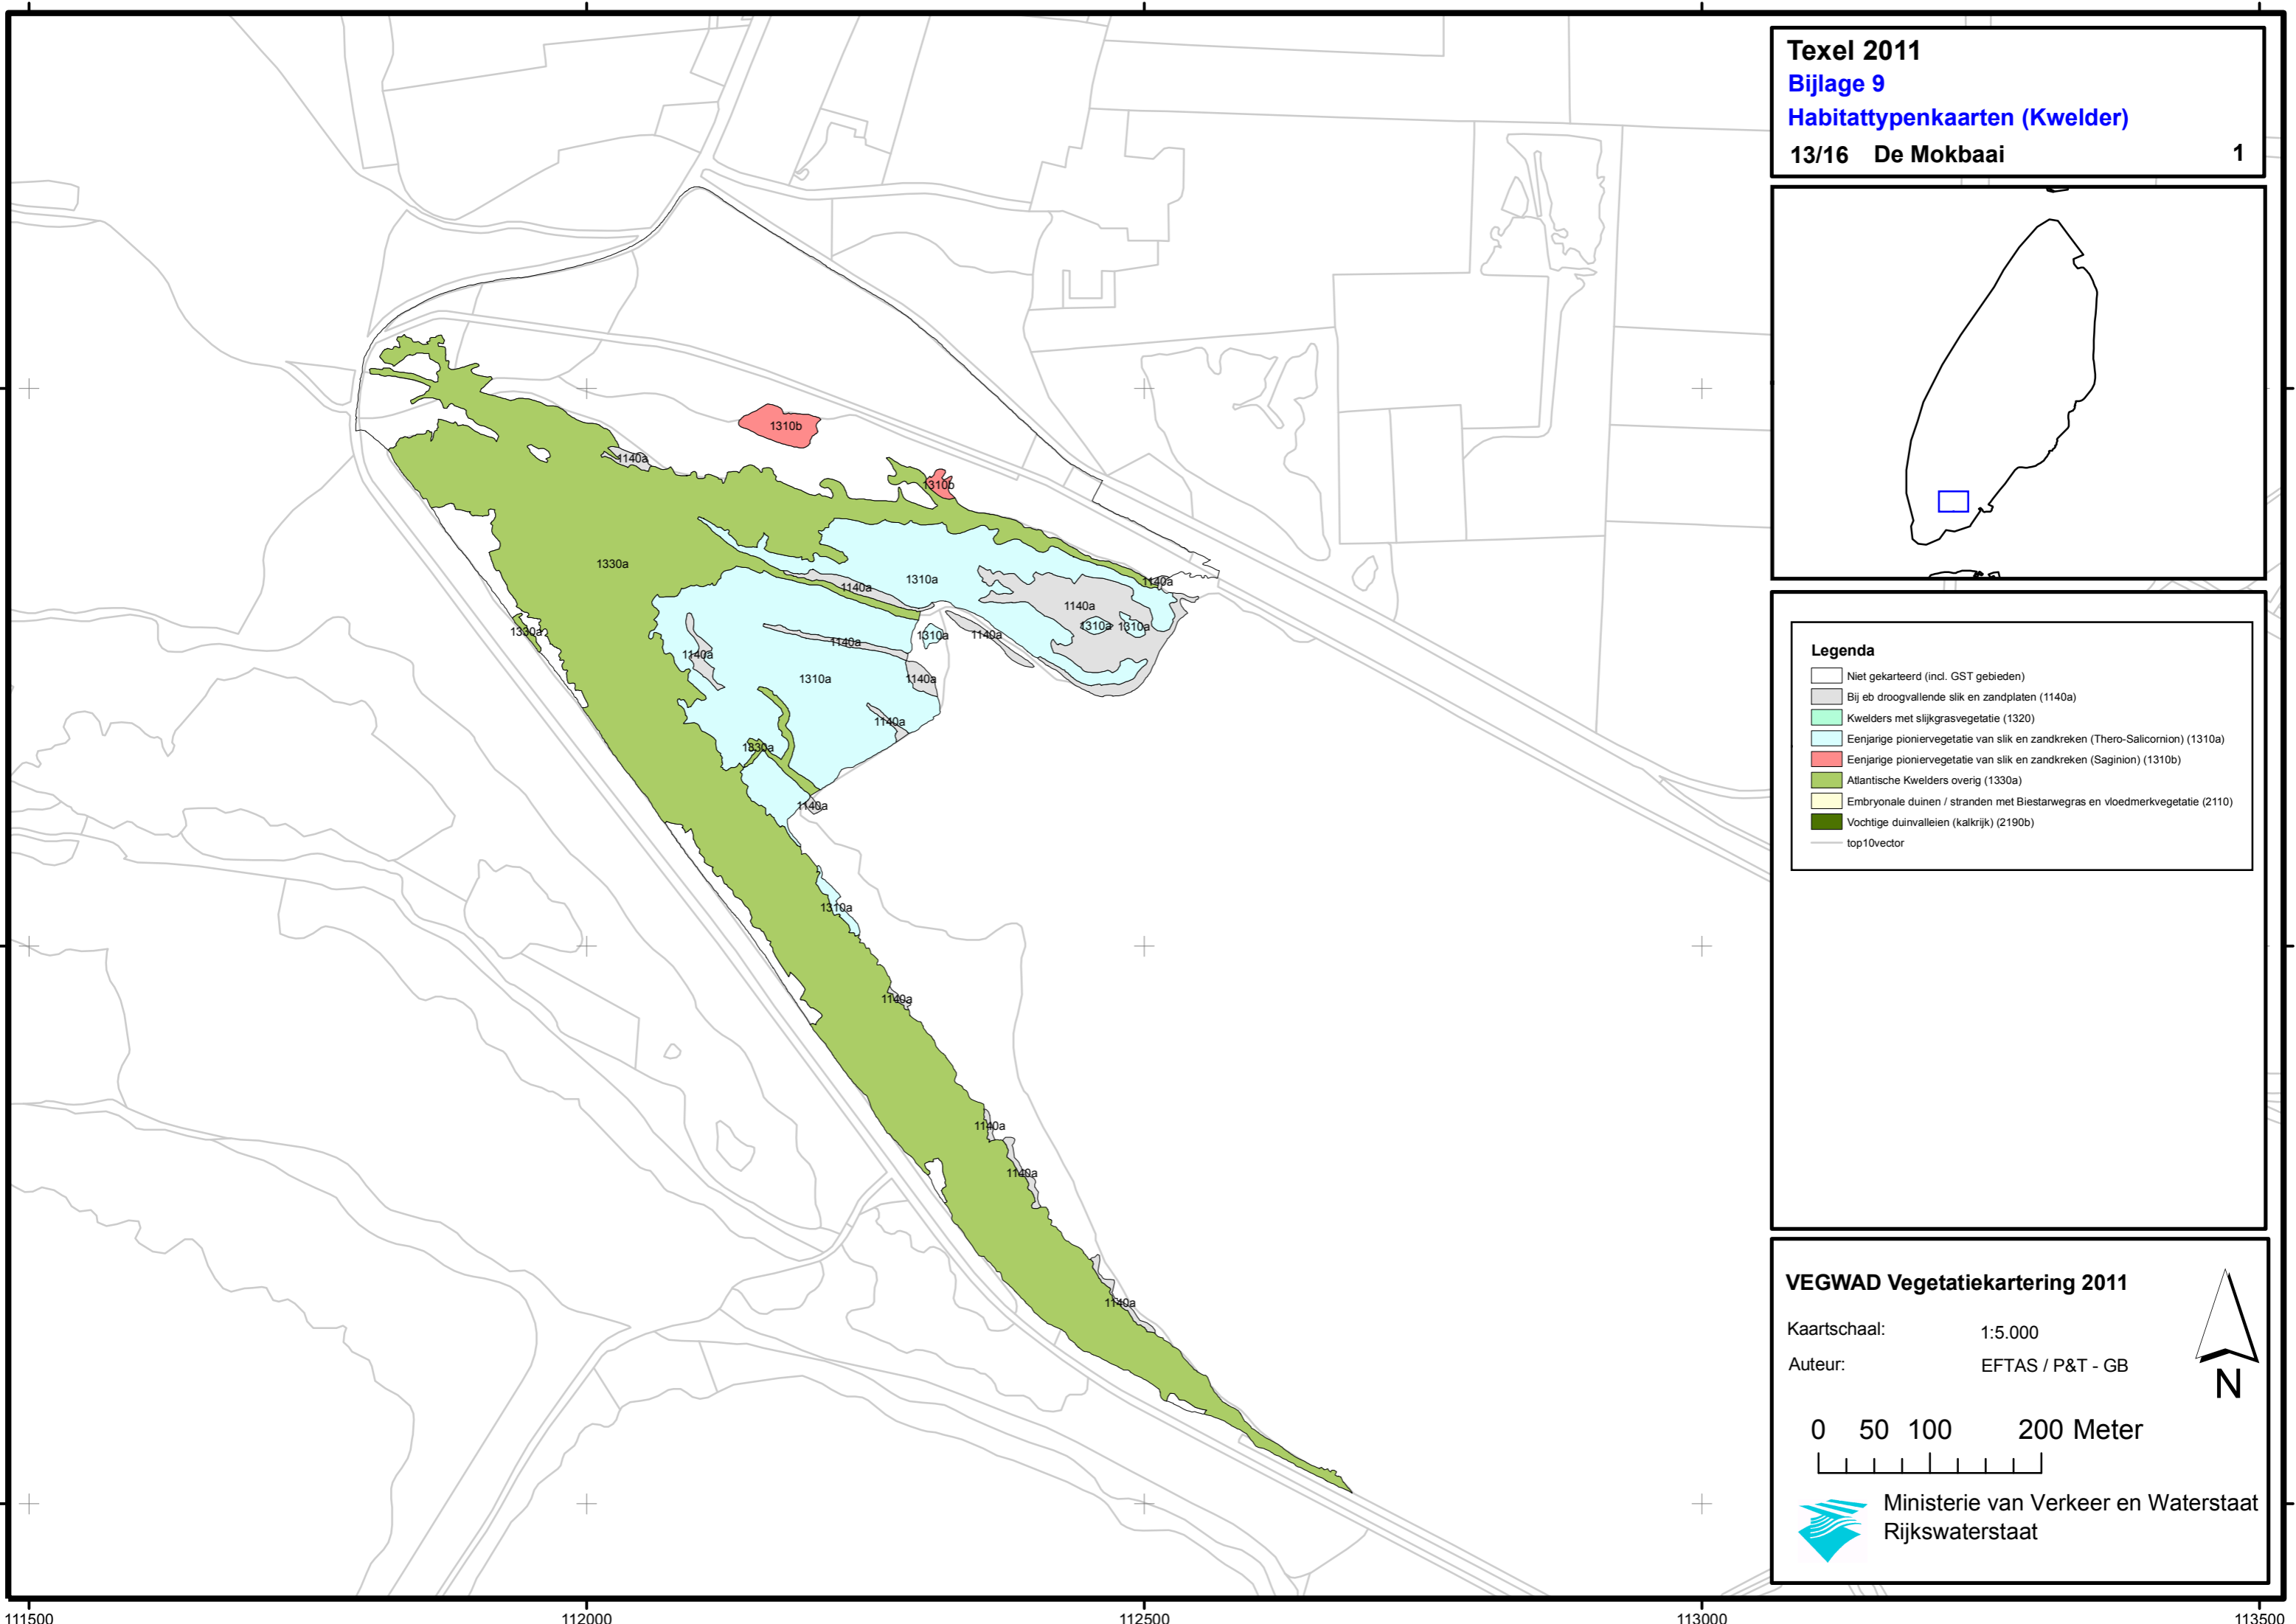 Texel 2011
Bijlage 9
Habitattypenkaarten (Kwelder)
13/16 De Mokbaai 1
1310b
1140a
1310b
1330a
1310a
1140a
1140a
1140a
1310a
1310a
1330a
1310a
1140a
1140a
1140a
1310a
1140a
1140a
1330a
1140a
1310a
1140a
1140a
1140a
1140a
Legenda
Niet gekarteerd (incl. GST gebieden)
Bij eb droogvallende slik en zandplaten (1140a)
Kwelders met slijkgrasvegetatie (1320)
Eenjarige pioniervegetatie van slik en zandkreken (Thero-Salicornion) (1310a)
Eenjarige pioniervegetatie van slik en zandkreken (Saginion) (1310b)
Atlantische Kwelders overig (1330a)
Embryonale duinen / stranden met Biestarwegras en vloedmerkvegetatie (2110)
Vochtige duinvalleien (kalkrijk) (2190b)
top10vector
VEGWAD Vegetatiekartering 2011
Kaartschaal: 1:5.000
Auteur: EFTAS / P&T - GB
N
0 50 100 200 Meter
Ministerie van Verkeer en Waterstaat
Rijkswaterstaat
111500 112000 112500 113000 113500